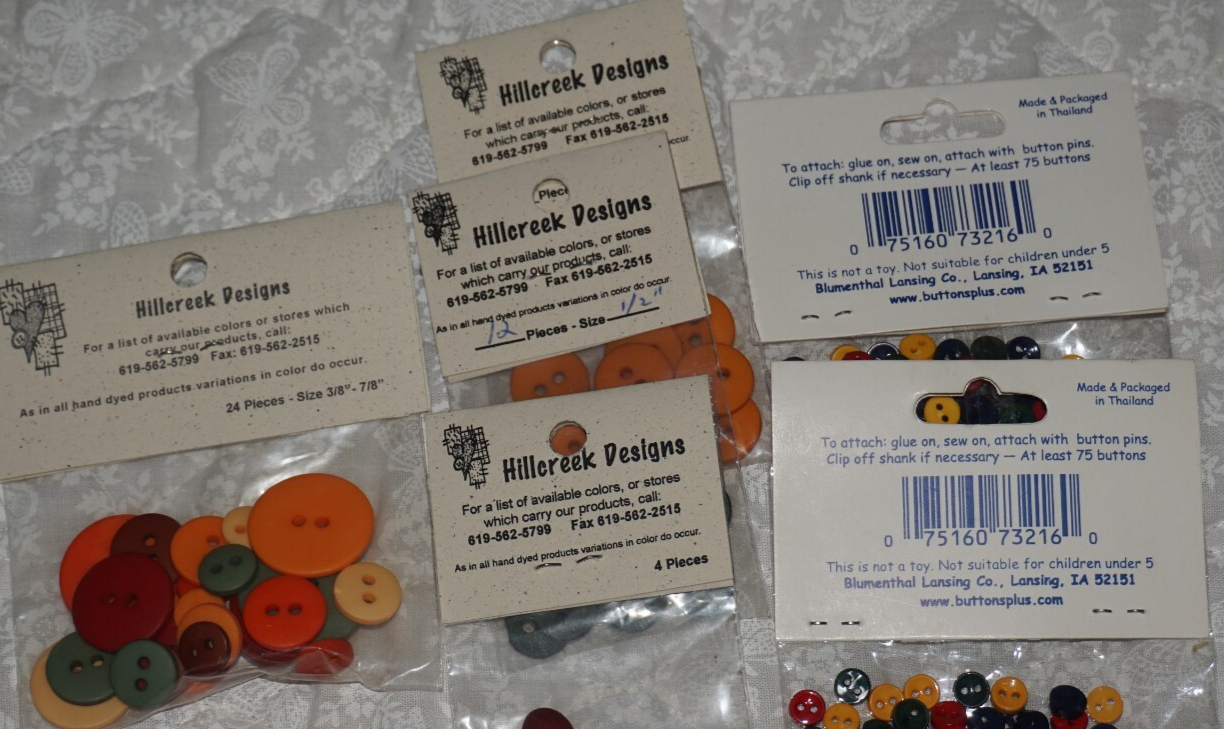 Hillcreek Designs
For a list of available colors, or stores
which carry our products, call:
619-562-5799 Fax 619-562-2515
occur.
Piec
Hillcreek Designs
For a list of available colors, or stores
which carry our products, call:
619-562-5799 Fax 619-562-2515
As in all hand dyed products variations in color do occur.
12 Pieces - Size 1/2"
Hillcreek Designs
For a list of available colors or stores which
carry our products, call:
619-562-5799 Fax: 619-562-2515
As in all hand dyed products variations in color do occur.
24 Pieces - Size 3/8"- 7/8"
Hillcreek Designs
For a list of available colors, or stores
which carry our products, call:
619-562-5799 Fax 619-562-2515
As in all hand dyed products variations in color do occur.
4 Pieces
Made & Packaged
in Thailand
To attach: glue on, sew on, attach with button pins.
Clip off shank if necessary — At least 75 buttons
0 75160 73216 0
This is not a toy. Not suitable for children under 5
Blumenthal Lansing Co., Lansing, IA 52151
www.buttonsplus.com
Made & Packaged
in Thailand
To attach: glue on, sew on, attach with button pins.
Clip off shank if necessary — At least 75 buttons
0 75160 73216 0
This is not a toy. Not suitable for children under 5
Blumenthal Lansing Co., Lansing, IA 52151
www.buttonsplus.com